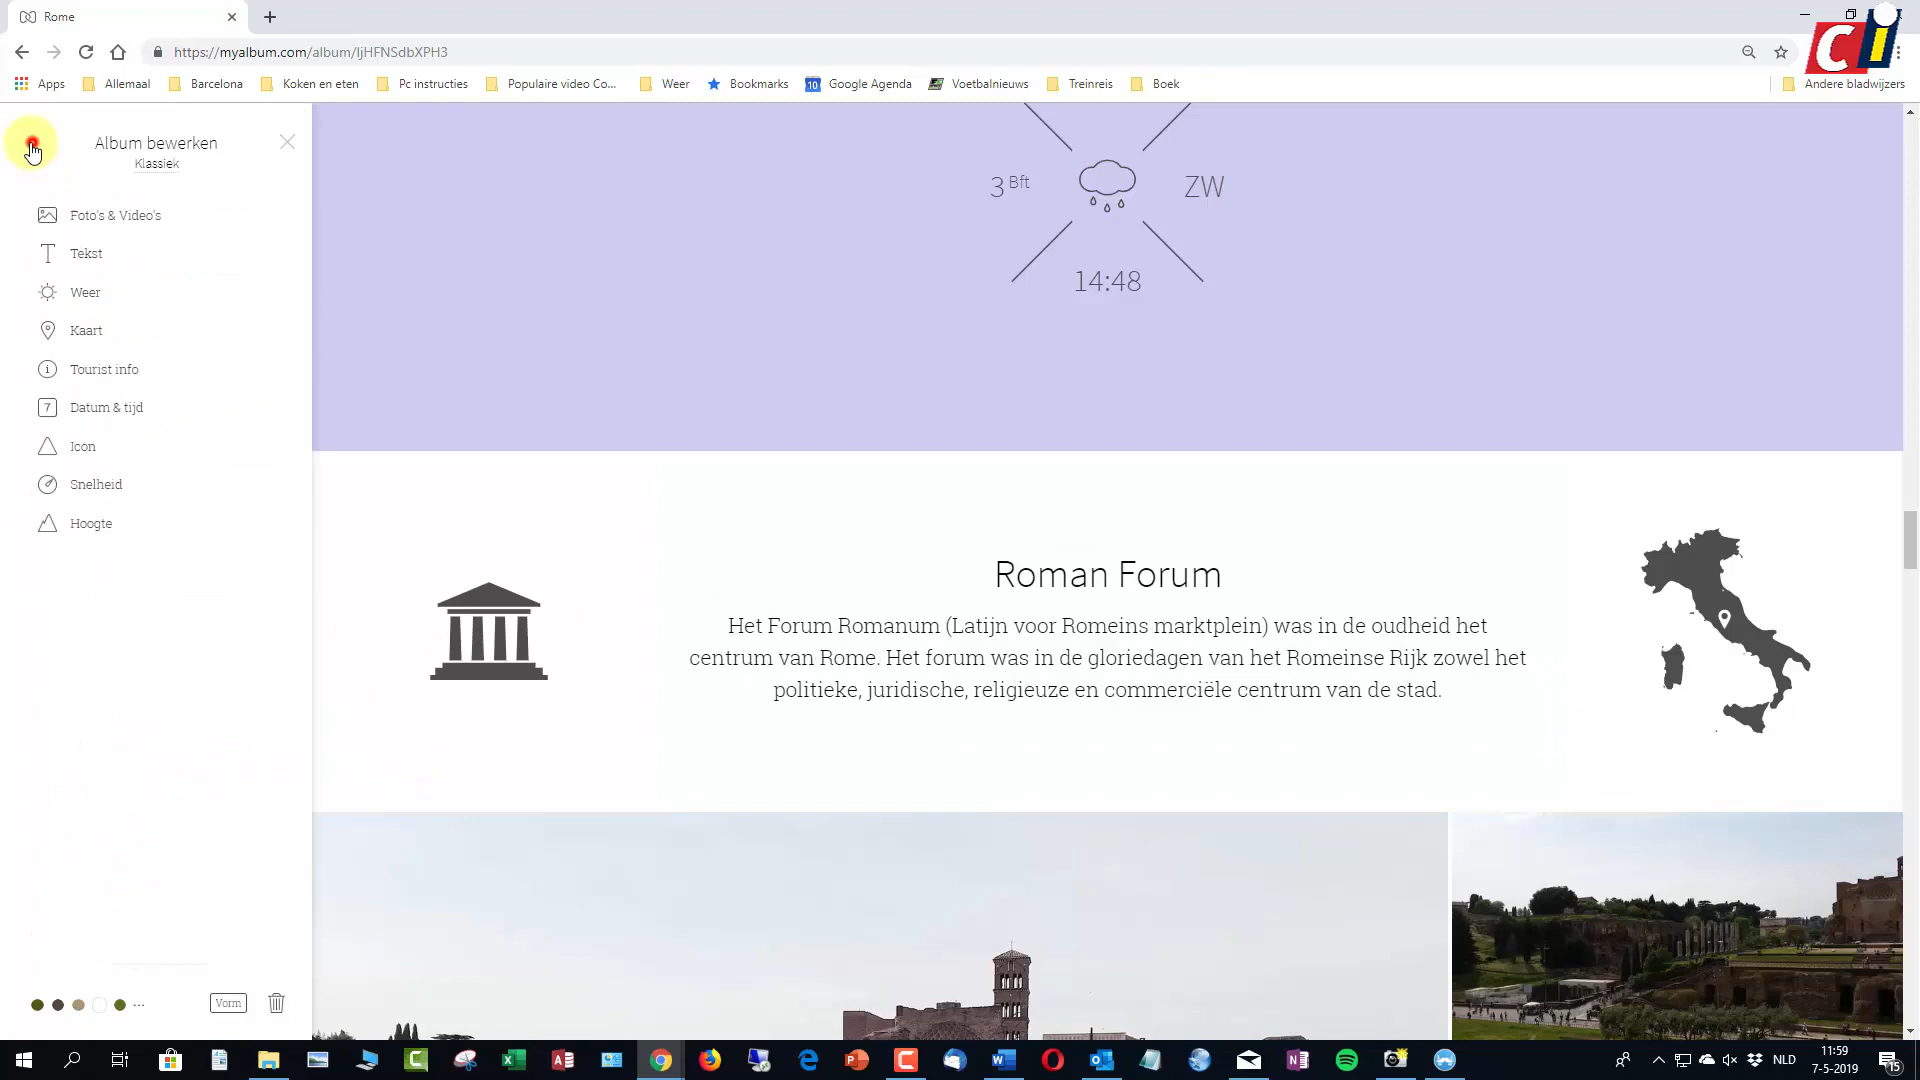 Rome
https://myalbum.com/album/IjHFNSdbXPH3
Apps
Allemaal
Barcelona
Koken en eten
Pc instructies
Populaire video Co...
Weer
Bookmarks
10
Google Agenda
Voetbalnieuws
Treinreis
Boek
Andere bladwijzers
Ci
Album bewerken
Klassiek
Foto's & Video's
Tekst
Weer
Kaart
Tourist info
7 Datum & tijd
Icon
Snelheid
Hoogte
Vorm
3 Bft
ZW
14:48
Roman Forum
Het Forum Romanum (Latijn voor Romeins marktplein) was in de oudheid het
centrum van Rome. Het forum was in de gloriedagen van het Romeinse Rijk zowel het
politieke, juridische, religieuze en commerciële centrum van de stad.
NLD
11:59
7-5-2019
15